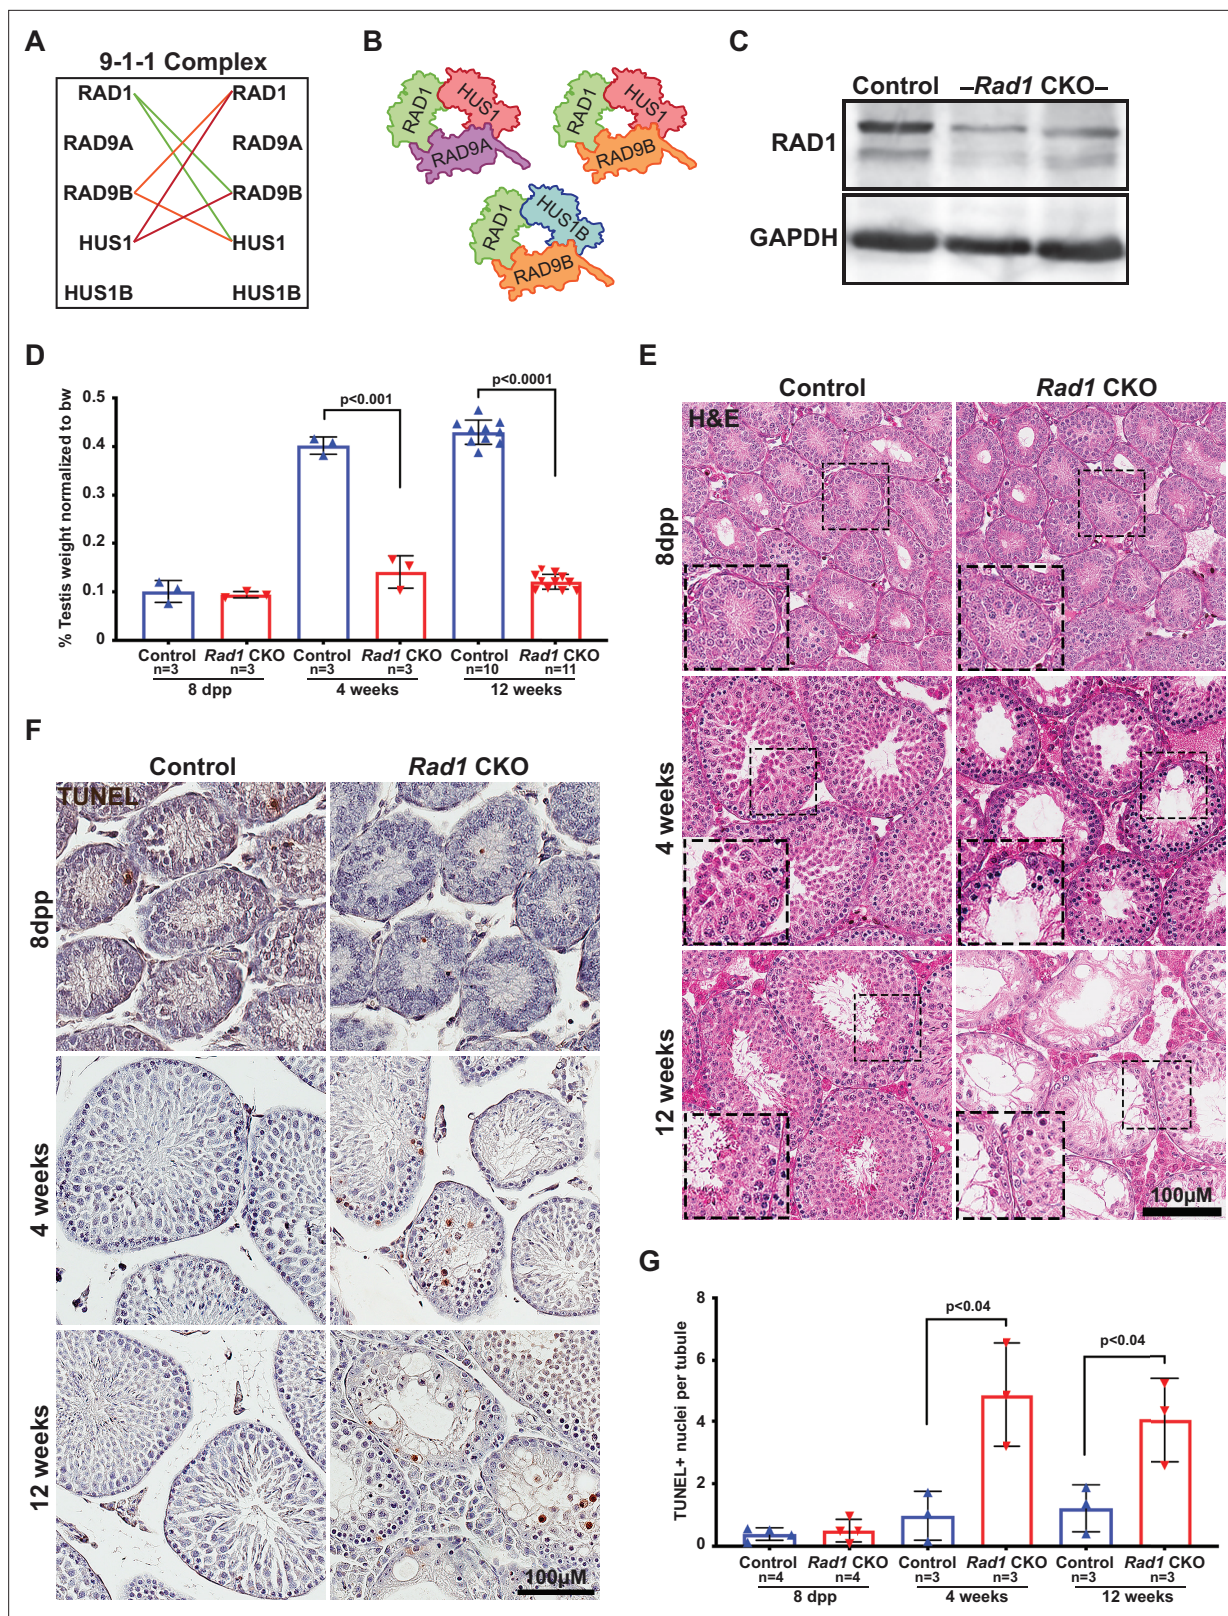 A
9-1-1 Complex
RAD1 RAD1
RAD9A RAD9A
RAD9B RAD9B
HUS1 HUS1
HUS1B HUS1B
B
RAD1 HUS1 RAD9A
RAD1 HUS1 RAD9B
RAD1 HUS1B RAD9B
C
Control –Rad1 CKO–
RAD1
GAPDH
D
% Testis weight normalized to bw
0.5
0.4
0.3
0.2
0.1
0
p<0.001
p<0.0001
Control Rad1 CKO Control Rad1 CKO Control Rad1 CKO
n=3 n=3 n=3 n=3 n=10 n=11
8 dpp 4 weeks 12 weeks
E
Control Rad1 CKO
H&E
8dpp
4 weeks
12 weeks
100µM
F
Control Rad1 CKO
TUNEL
8dpp
4 weeks
12 weeks
100µM
G
TUNEL+ nuclei per tubule
8
6
4
2
0
p<0.04
p<0.04
Control Rad1 CKO Control Rad1 CKO Control Rad1 CKO
n=4 n=4 n=3 n=3 n=3 n=3
8 dpp 4 weeks 12 weeks